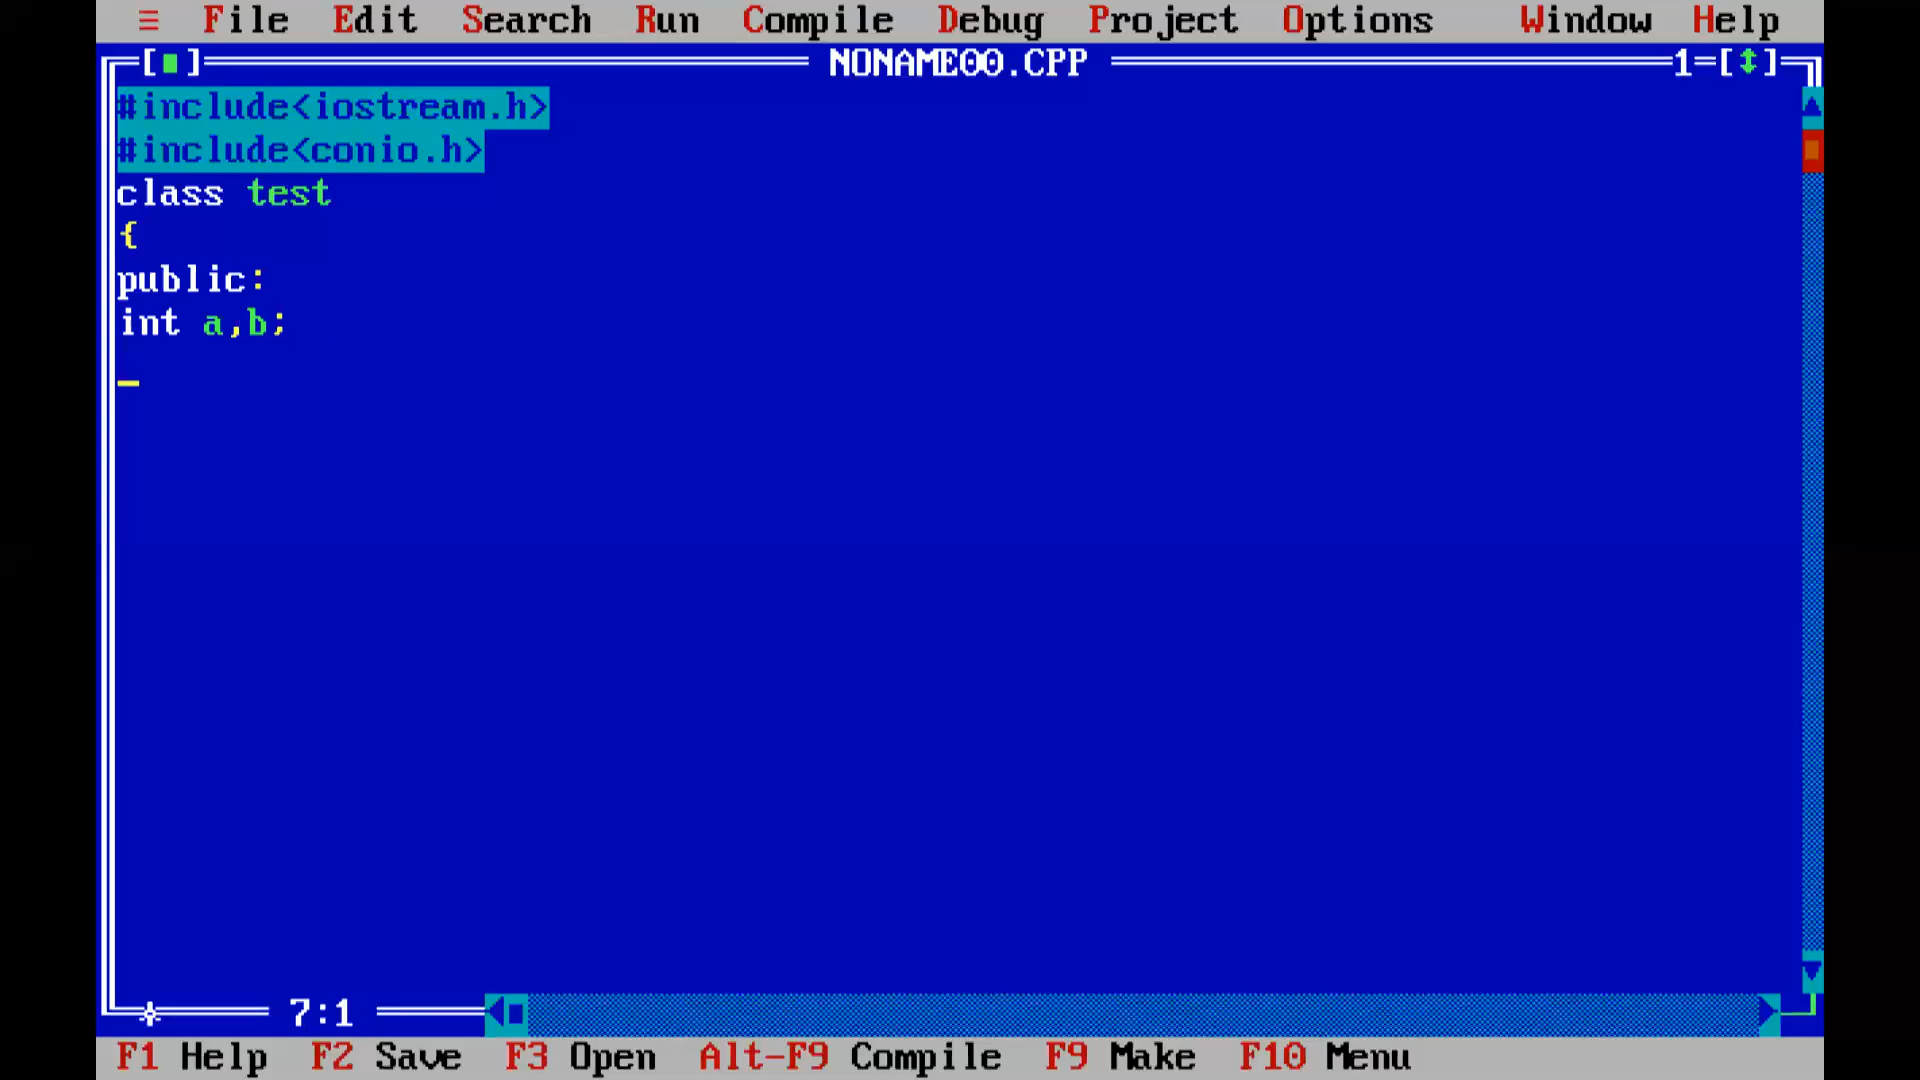 ≡ File Edit Search Run Compile Debug Project Options Window Help
[■] NONAME00.CPP 1=[↕]
#include<iostream.h>
#include<conio.h>
class test
{
public:
int a,b;
7:1
F1 Help F2 Save F3 Open Alt-F9 Compile F9 Make F10 Menu